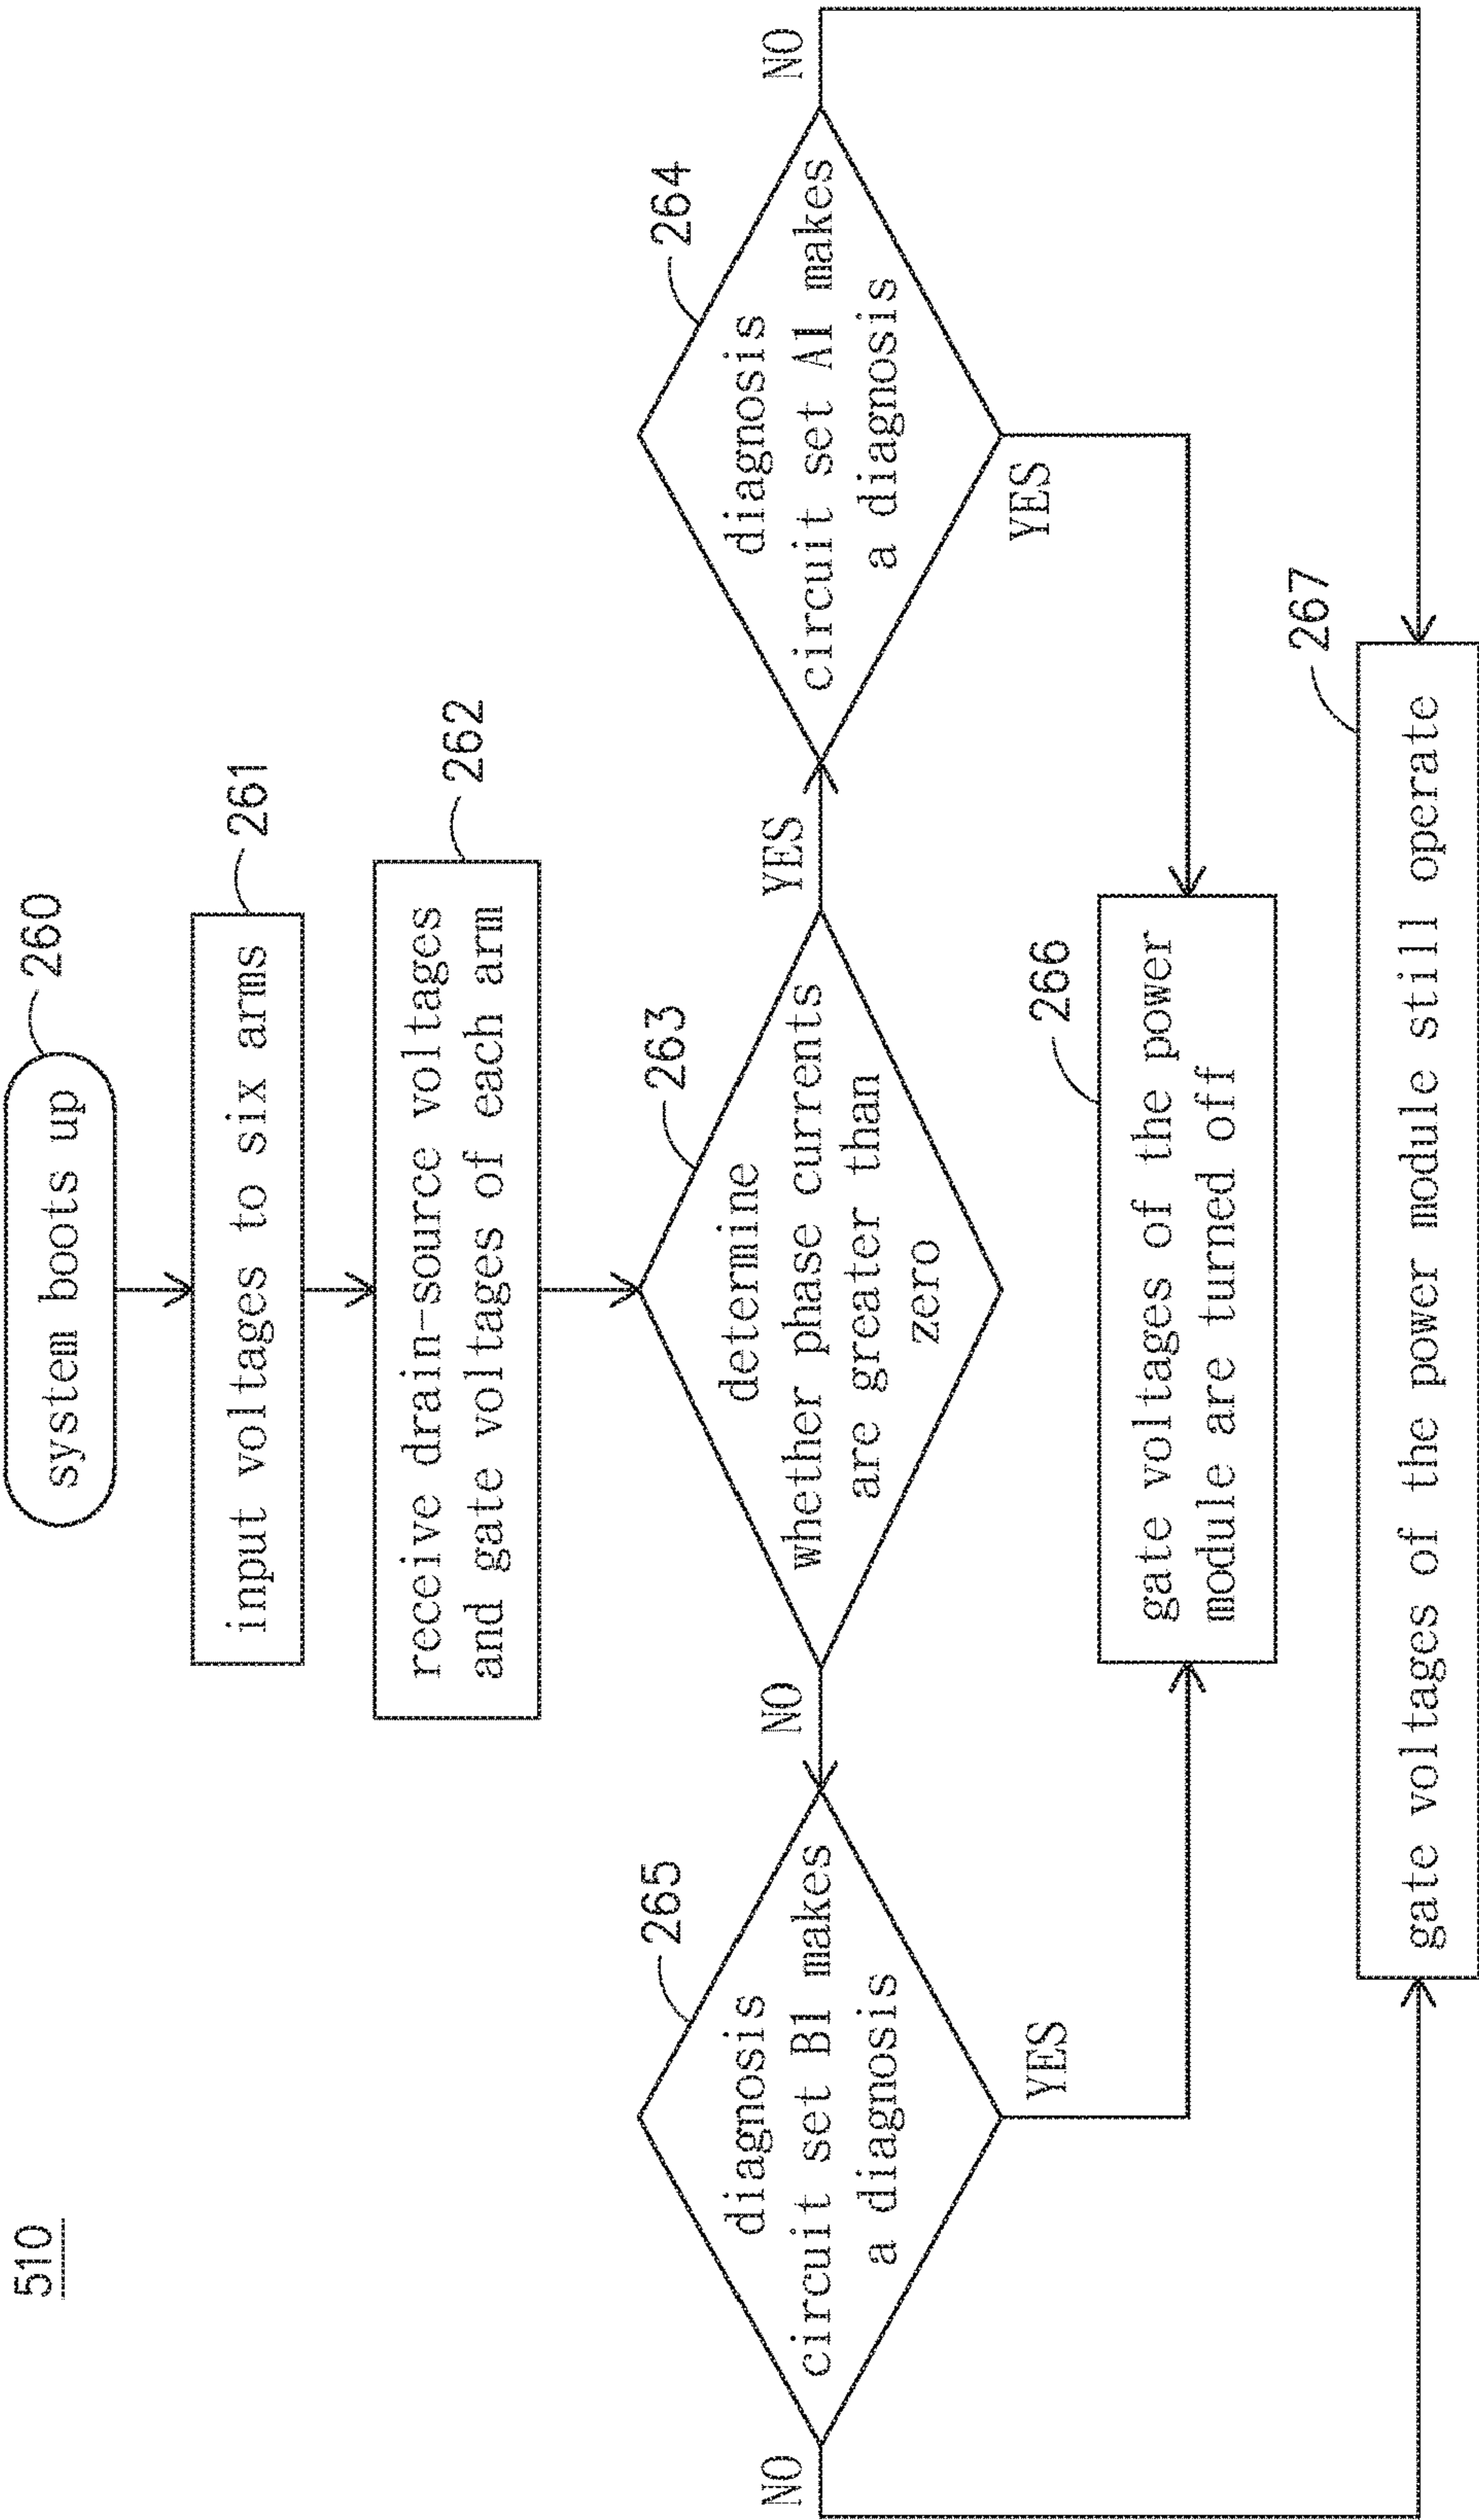 510
system boots up
260
input voltages to six arms
261
receive drain-source voltages
and gate voltages of each arm
262
determine
whether phase currents
are greater than
zero
263
NO
YES
diagnosis
circuit set B1 makes
a diagnosis
265
NO
YES
diagnosis
circuit set A1 makes
a diagnosis
264
NO
YES
gate voltages of the power
module are turned off
266
gate voltages of the power module still operate
267